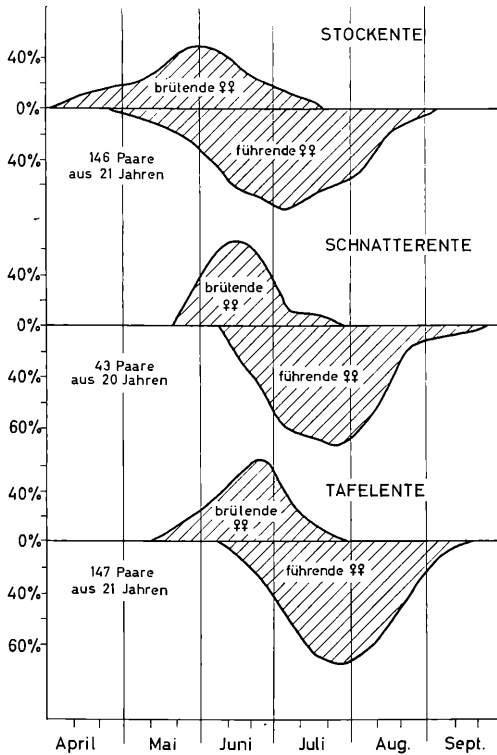 STOCKENTE
40%
brütende ♀♀
0%
führende ♀♀
40%
146 Paare
aus 21 Jahren
SCHNATTERENTE
40%
brütende
♀♀
0%
führende ♀♀
40%
43 Paare
aus 20 Jahren
60%
TAFELENTE
40%
brütende
♀♀
0%
führende ♀♀
147 Paare
aus 21 Jahren
40%
60%
April Mai Juni Juli Aug. Sept.